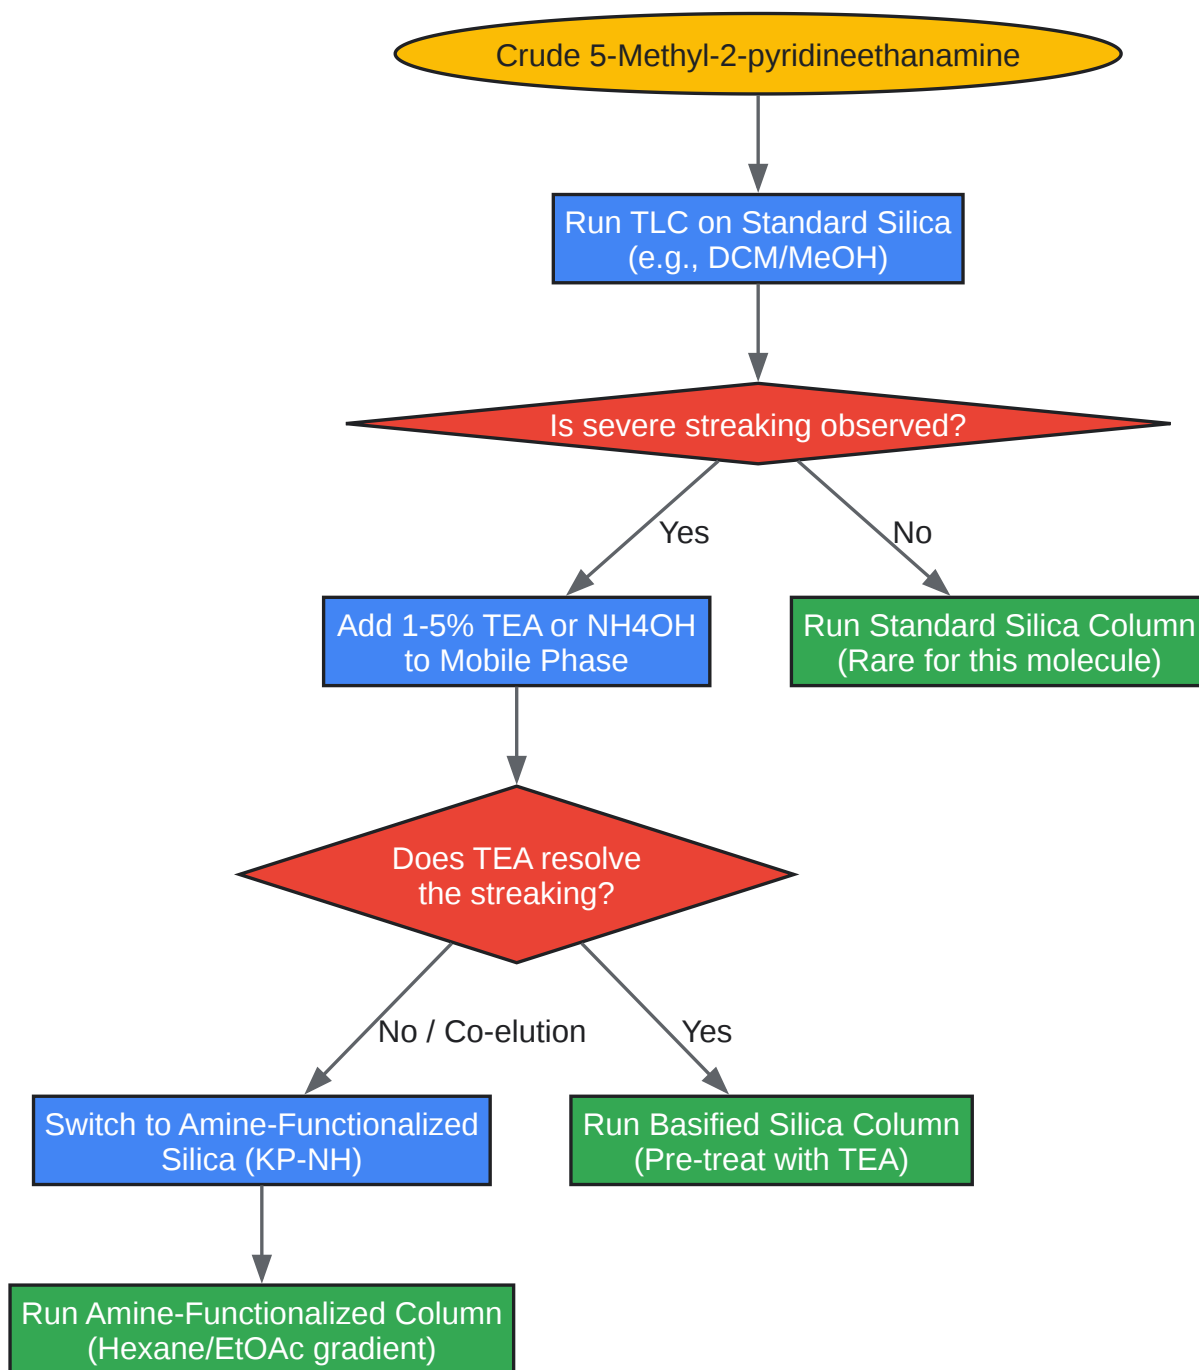 Crude 5-Methyl-2-pyridineethanamine
Run TLC on Standard Silica
(e.g., DCM/MeOH)
Is severe streaking observed?
Yes
No
Add 1-5% TEA or NH4OH
to Mobile Phase
Run Standard Silica Column
(Rare for this molecule)
Does TEA resolve
the streaking?
No / Co-elution
Yes
Switch to Amine-Functionalized
Silica (KP-NH)
Run Basified Silica Column
(Pre-treat with TEA)
Run Amine-Functionalized Column
(Hexane/EtOAc gradient)